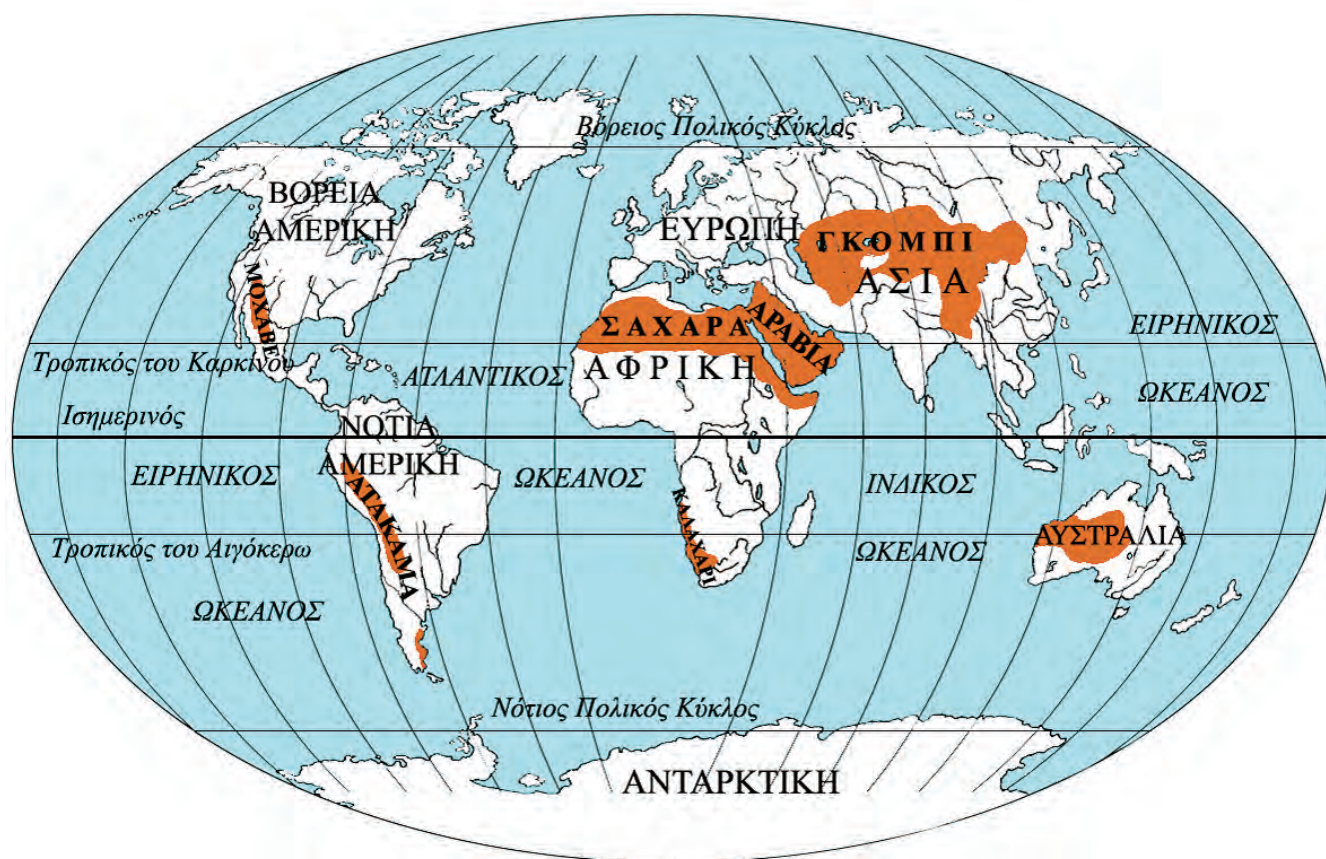 Βόρειος Πολικός Κύκλος
ΒΟΡΕΙΑ
ΑΜΕΡΙΚΗ
ΕΥΡΩΠΗ
ΓΚΟΜΠΙ
ΑΣΙΑ
ΜΟΧΑΒΕ
ΣΑΧΑΡΑ
ΑΡΑΒΙΑ
ΕΙΡΗΝΙΚΟΣ
Τροπικός του Καρκίνου
ΑΤΛΑΝΤΙΚΟΣ
ΑΦΡΙΚΗ
ΩΚΕΑΝΟΣ
Ισημερινός
ΝΟΤΙΑ
ΑΜΕΡΙΚΗ
ΕΙΡΗΝΙΚΟΣ
ΩΚΕΑΝΟΣ
ΙΝΔΙΚΟΣ
ΑΤΑΚΑΜΑ
ΚΑΛΑΧΑΡΙ
ΑΥΣΤΡΑΛΙΑ
Τροπικός του Αιγόκερω
ΩΚΕΑΝΟΣ
ΩΚΕΑΝΟΣ
Νότιος Πολικός Κύκλος
ΑΝΤΑΡΚΤΙΚΗ